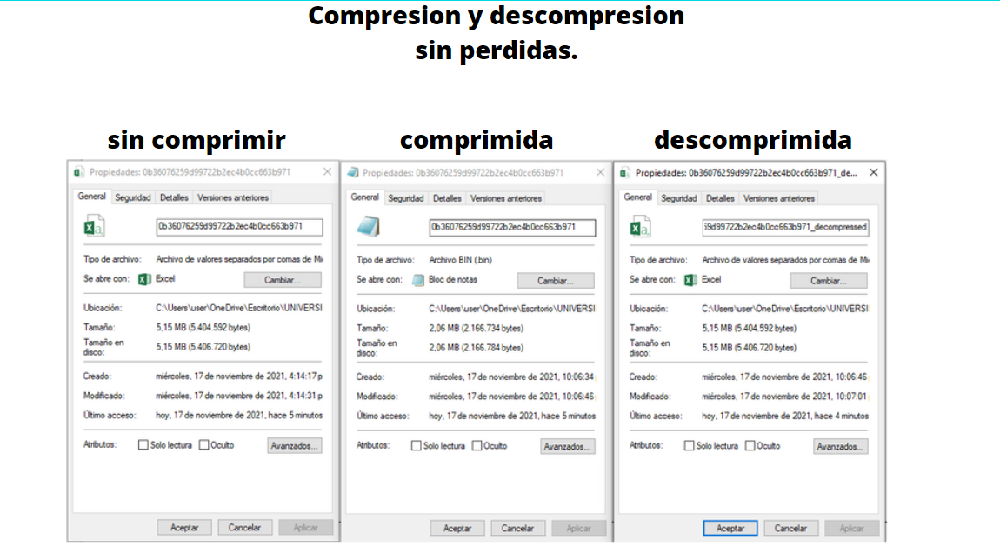 Compresion y descompresion
sin perdidas.
sin comprimir
comprimida
descomprimida
Propiedades: 0b36076259d99722b2ec4b0cc663b971
General Seguridad Detalles Versiones anteriores
0b36076259d99722b2ec4b0cc663b971
Tipo de archivo: Archivo de valores separados por comas de Mi
Se abre con: Excel Cambiar...
Ubicación: C:\Users\user\OneDrive\Escritorio\UNIVERSI
Tamaño: 5,15 MB (5.404.592 bytes)
Tamaño en
disco: 5,15 MB (5.406.720 bytes)
Creado: miércoles, 17 de noviembre de 2021, 4:14:17 p
Modificado: miércoles, 17 de noviembre de 2021, 4:14:31 p
Último acceso: hoy, 17 de noviembre de 2021, hace 5 minutos
Atributos: Solo lectura Oculto Avanzados...
Aceptar Cancelar Aplicar
Propiedades: 0b36076259d99722b2ec4b0cc663b971
General Seguridad Detalles Versiones anteriores
0b36076259d99722b2ec4b0cc663b971
Tipo de archivo: Archivo BIN (.bin)
Se abre con: Bloc de notas Cambiar...
Ubicación: C:\Users\user\OneDrive\Escritorio\UNIVERSI
Tamaño: 2,06 MB (2.166.734 bytes)
Tamaño en
disco: 2,06 MB (2.166.784 bytes)
Creado: miércoles, 17 de noviembre de 2021, 10:06:34
Modificado: miércoles, 17 de noviembre de 2021, 10:06:46
Último acceso: hoy, 17 de noviembre de 2021, hace 5 minutos
Atributos: Solo lectura Oculto Avanzados...
Aceptar Cancelar Aplicar
Propiedades: 0b36076259d99722b2ec4b0cc663b971_de...
General Seguridad Detalles Versiones anteriores
59d99722b2ec4b0cc663b971_decompressed
Tipo de archivo: Archivo de valores separados por comas de Mi
Se abre con: Excel Cambiar...
Ubicación: C:\Users\user\OneDrive\Escritorio\UNIVERSI
Tamaño: 5,15 MB (5.404.592 bytes)
Tamaño en
disco: 5,15 MB (5.406.720 bytes)
Creado: miércoles, 17 de noviembre de 2021, 10:06:46
Modificado: miércoles, 17 de noviembre de 2021, 10:07:01
Último acceso: hoy, 17 de noviembre de 2021, hace 4 minutos
Atributos: Solo lectura Oculto Avanzados...
Aceptar Cancelar Aplicar